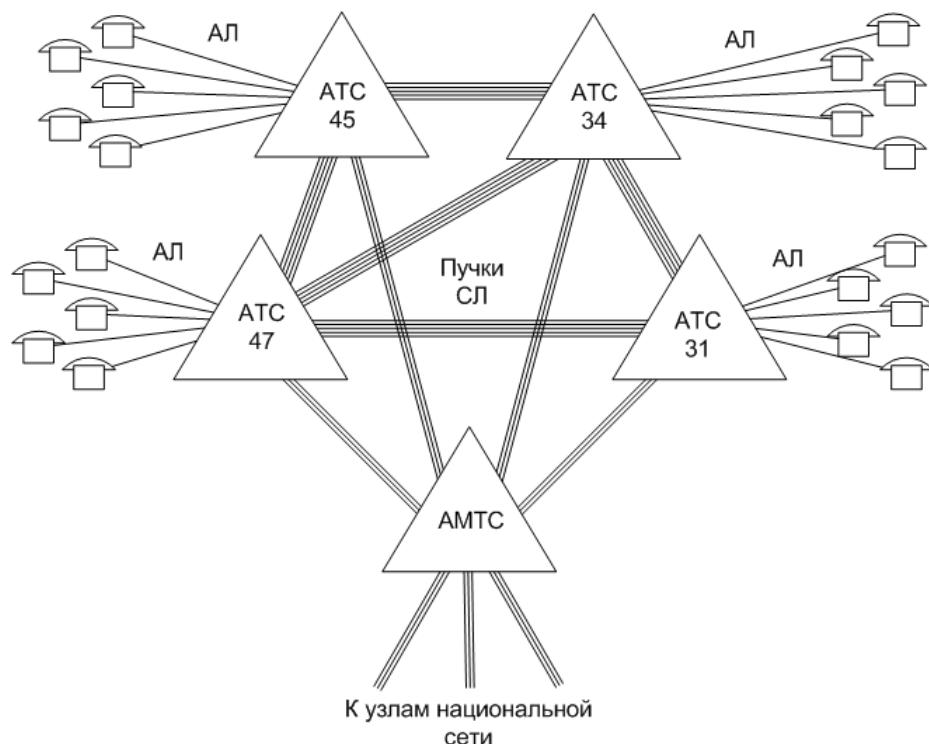 АЛ
АТС
45
АТС
34
АЛ
АЛ
АТС
47
Пучки
СЛ
АЛ
АТС
31
АМТС
К узлам национальной
сети